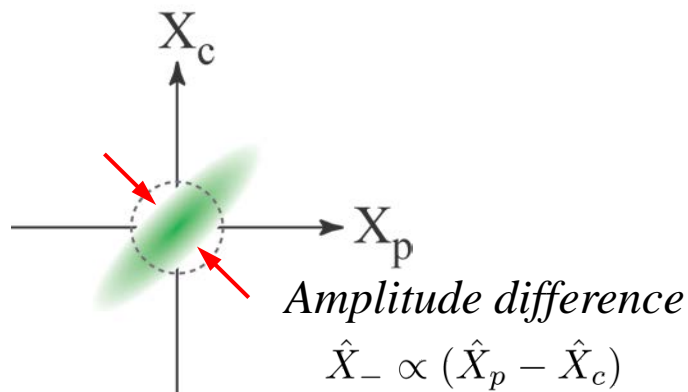 X_c
X_p
Amplitude difference
X̂_- ∝ (X̂_p − X̂_c)